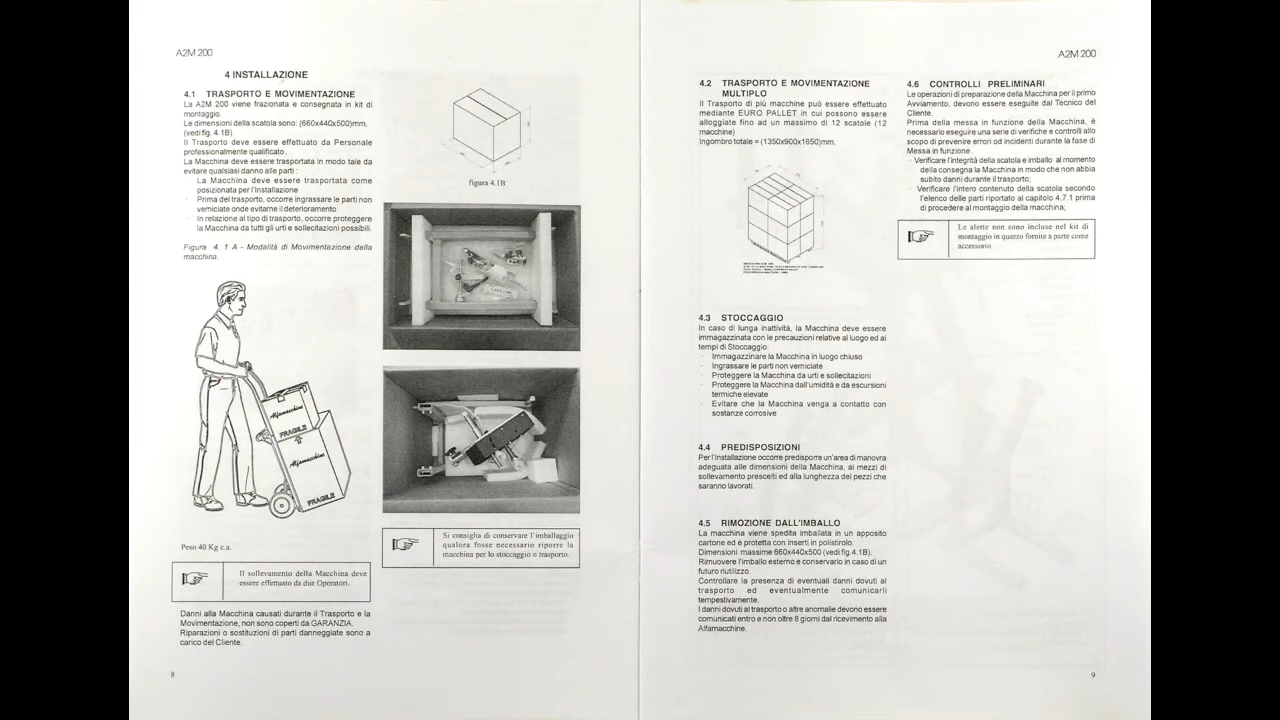 A2M 200
4 INSTALLAZIONE
4.1 TRASPORTO E MOVIMENTAZIONE
La A2M 200 viene frazionata e consegnata in kit di
montaggio.
Le dimensioni della scatola sono: (660x440x500)mm.
(vedi fig. 4.1B)
Il Trasporto deve essere effettuato da Personale
professionalmente qualificato .
La Macchina deve essere trasportata in modo tale da
evitare qualsiasi danno alle parti :
· La Macchina deve essere trasportata come
posizionata per l'Installazione
· Prima del trasporto, occorre ingrassare le parti non
verniciate onde evitarne il deterioramento
· In relazione al tipo di trasporto, occorre proteggere
la Macchina da tutti gli urti e sollecitazioni possibili.
Figura 4. 1 A - Modalità di Movimentazione della
macchina.
Alfamacchine
FRAGILE
Alfamacchine
FRAGILE
Peso 40 Kg c.a.
Il sollevamento della Macchina deve
essere effettuato da due Operatori.
Danni alla Macchina causati durante il Trasporto e la
Movimentazione, non sono coperti da GARANZIA.
Riparazioni o sostituzioni di parti danneggiate sono a
carico del Cliente.
8
figura 4.1B
Si consiglia di conservare l'imballaggio
qualora fosse necessario riporre la
macchina per lo stoccaggio o trasporto.
A2M 200
4.2 TRASPORTO E MOVIMENTAZIONE
MULTIPLO
Il Trasporto di più macchine può essere effettuato
mediante EURO PALLET in cui possono essere
alloggiate fino ad un massimo di 12 scatole (12
macchine)
Ingombro totale = (1350x900x1650)mm.
4.3 STOCCAGGIO
In caso di lunga inattività, la Macchina deve essere
immagazzinata con le precauzioni relative al luogo ed ai
tempi di Stoccaggio:
· Immagazzinare la Macchina in luogo chiuso
· Ingrassare le parti non verniciate
· Proteggere la Macchina da urti e sollecitazioni
· Proteggere la Macchina dall'umidità e da escursioni
termiche elevate
· Evitare che la Macchina venga a contatto con
sostanze corrosive
4.4 PREDISPOSIZIONI
Per l'Installazione occorre predisporre un'area di manovra
adeguata alle dimensioni della Macchina, ai mezzi di
sollevamento prescelti ed alla lunghezza dei pezzi che
saranno lavorati.
4.5 RIMOZIONE DALL'IMBALLO
La macchina viene spedita imballata in un apposito
cartone ed è protetta con inserti in polistirolo.
Dimensioni massime 660x440x500 (vedi fig.4.1B).
Rimuovere l'imballo esterno e conservarlo in caso di un
futuro riutilizzo.
Controllare la presenza di eventuali danni dovuti al
trasporto ed eventualmente comunicarli
tempestivamente.
I danni dovuti al trasporto o altre anomalie devono essere
comunicati entro e non oltre 8 giorni dal ricevimento alla
Alfamacchine.
4.6 CONTROLLI PRELIMINARI
Le operazioni di preparazione della Macchina per il primo
Avviamento, devono essere eseguite dal Tecnico del
Cliente.
Prima della messa in funzione della Macchina, è
necessario eseguire una serie di verifiche e controlli allo
scopo di prevenire errori od incidenti durante la fase di
Messa in funzione .
· Verificare l'integrità della scatola e imballo al momento
della consegna la Macchina in modo che non abbia
subito danni durante il trasporto;
· Verificare l'intero contenuto della scatola secondo
l'elenco delle parti riportato al capitolo 4.7.1 prima
di procedere al montaggio della macchina;
Le alette non sono incluse nel kit di
montaggio in quanto fornite a parte come
accessorio.
9